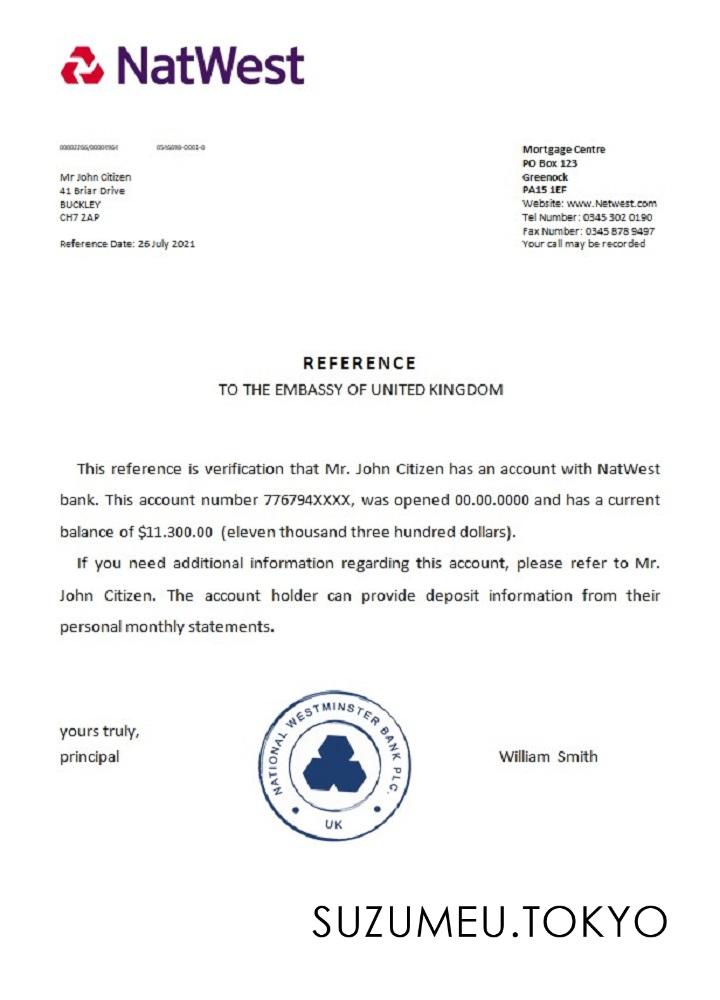 NatWest
Mortgage Centre
PO Box 123
Greenock
PA15 1EF
Website: www.Netwest.com
Tel Number: 0345 302 0190
Fax Number: 0345 878 9497
Your call may be recorded
Mr John Citizen
41 Briar Drive
BUCKLEY
CH7 2AP
Reference Date: 26 July 2021
REFERENCE
TO THE EMBASSY OF UNITED KINGDOM
This reference is verification that Mr. John Citizen has an account with NatWest
bank. This account number 776794XXXX, was opened 00.00.0000 and has a current
balance of $11.300.00 (eleven thousand three hundred dollars).
If you need additional information regarding this account, please refer to Mr.
John Citizen. The account holder can provide deposit information from their
personal monthly statements.
yours truly,
principal
NATIONAL WESTMINSTER BANK PLC.
UK
William Smith
SUZUMEU.TOKYO